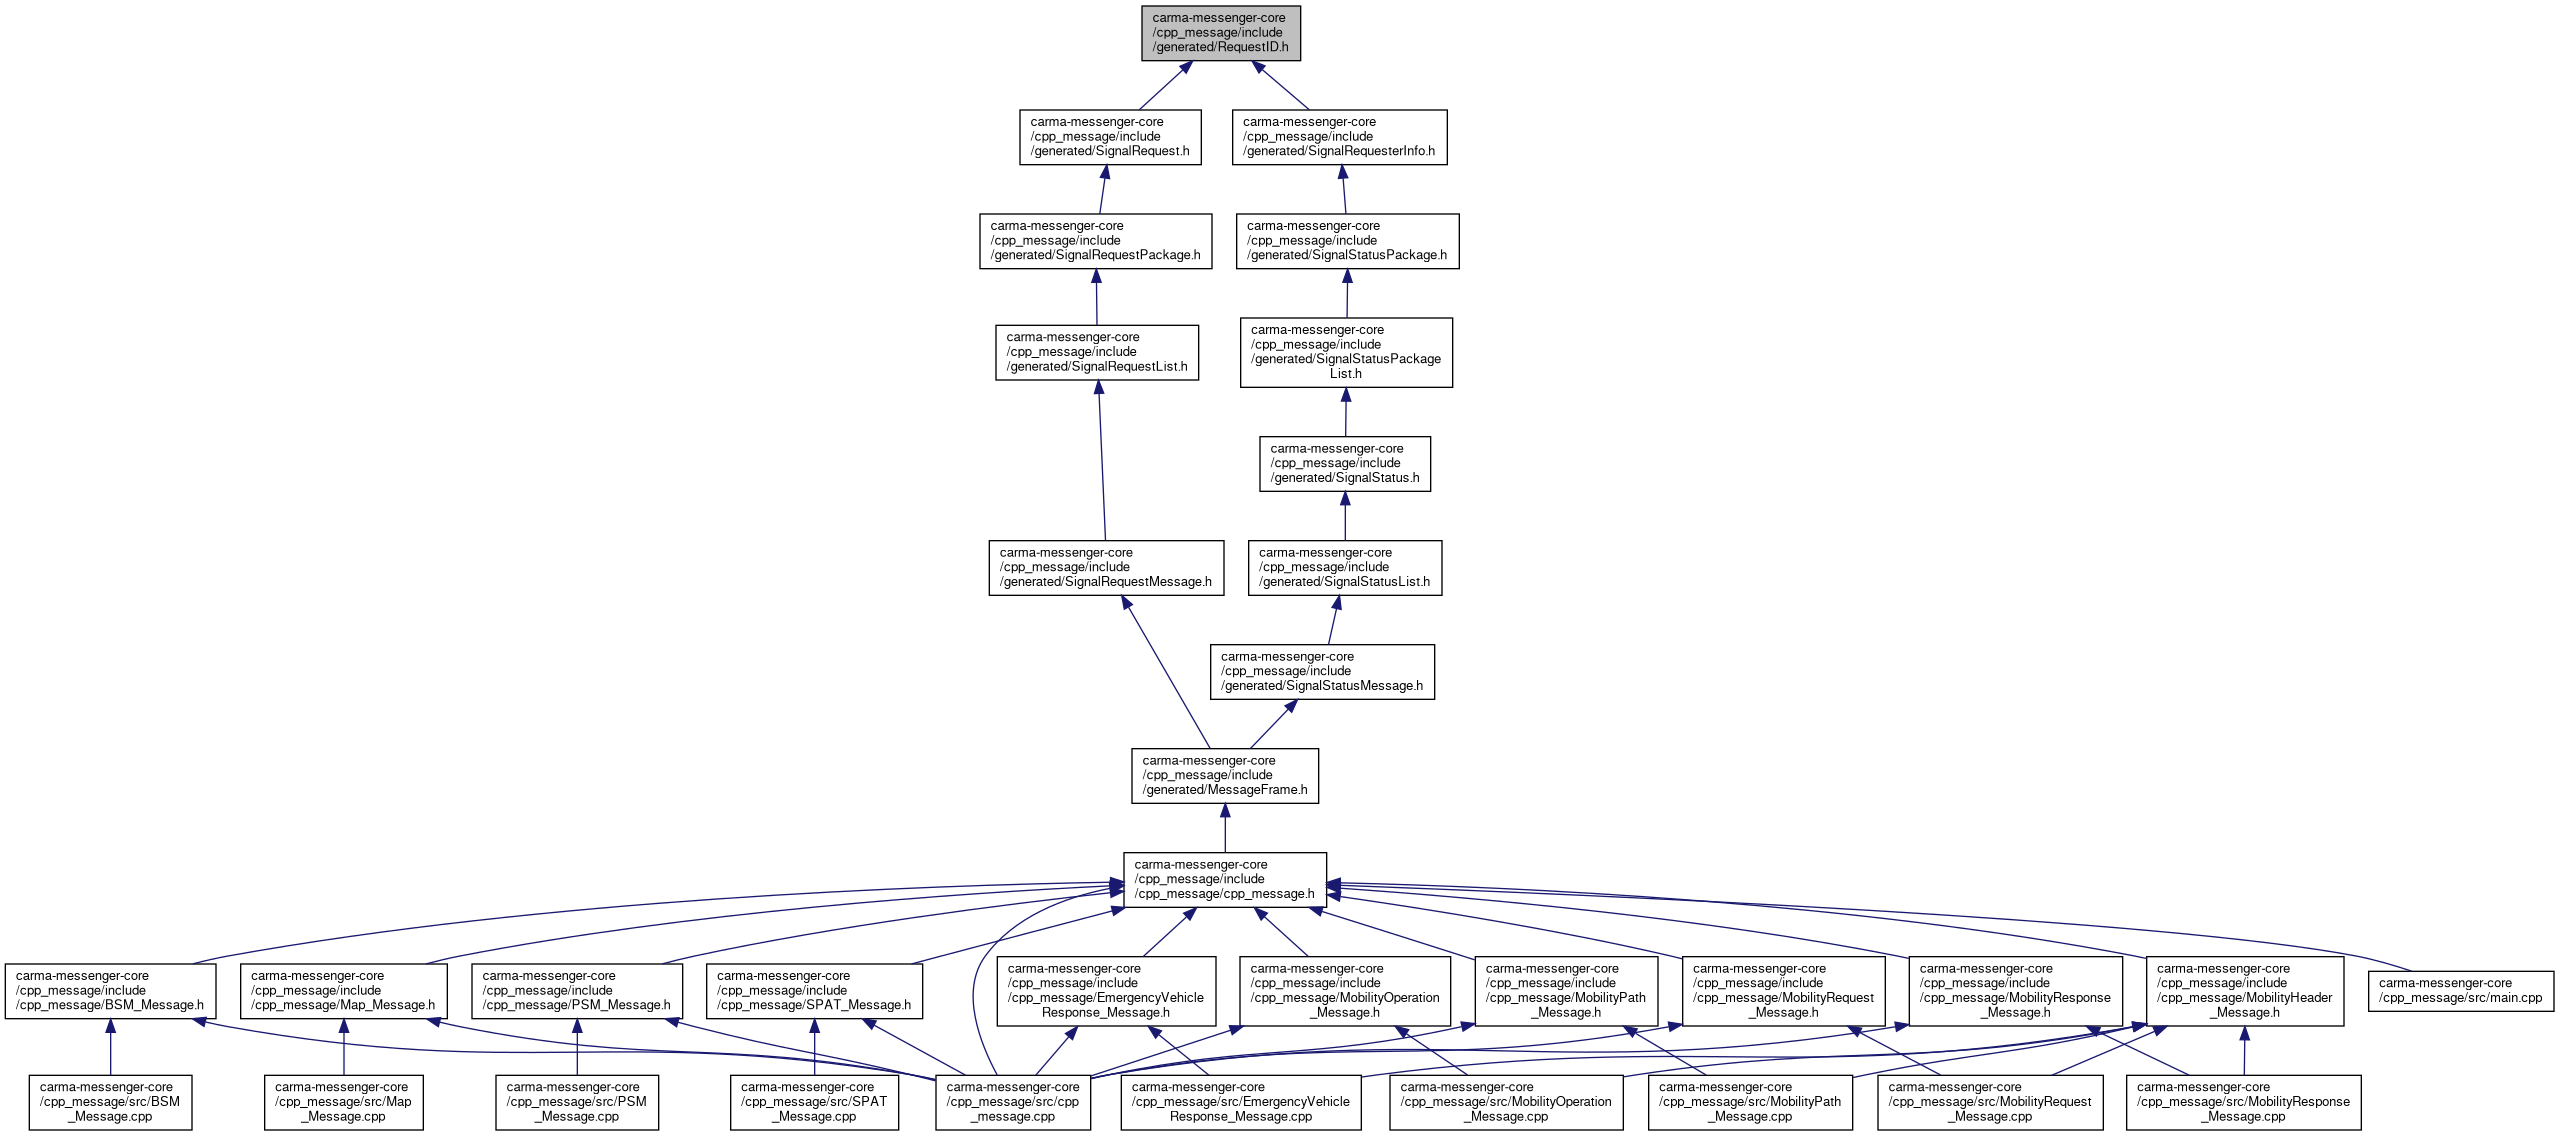 carma-messenger-core
/cpp_message/include
/generated/RequestID.h
carma-messenger-core
/cpp_message/include
/generated/SignalRequest.h
carma-messenger-core
/cpp_message/include
/generated/SignalRequesterInfo.h
carma-messenger-core
/cpp_message/include
/generated/SignalRequestPackage.h
carma-messenger-core
/cpp_message/include
/generated/SignalStatusPackage.h
carma-messenger-core
/cpp_message/include
/generated/SignalRequestList.h
carma-messenger-core
/cpp_message/include
/generated/SignalStatusPackage
List.h
carma-messenger-core
/cpp_message/include
/generated/SignalStatus.h
carma-messenger-core
/cpp_message/include
/generated/SignalRequestMessage.h
carma-messenger-core
/cpp_message/include
/generated/SignalStatusList.h
carma-messenger-core
/cpp_message/include
/generated/SignalStatusMessage.h
carma-messenger-core
/cpp_message/include
/generated/MessageFrame.h
carma-messenger-core
/cpp_message/include
/cpp_message/cpp_message.h
carma-messenger-core
/cpp_message/include
/cpp_message/BSM_Message.h
carma-messenger-core
/cpp_message/include
/cpp_message/Map_Message.h
carma-messenger-core
/cpp_message/include
/cpp_message/PSM_Message.h
carma-messenger-core
/cpp_message/include
/cpp_message/SPAT_Message.h
carma-messenger-core
/cpp_message/include
/cpp_message/EmergencyVehicle
Response_Message.h
carma-messenger-core
/cpp_message/include
/cpp_message/MobilityOperation
_Message.h
carma-messenger-core
/cpp_message/include
/cpp_message/MobilityPath
_Message.h
carma-messenger-core
/cpp_message/include
/cpp_message/MobilityRequest
_Message.h
carma-messenger-core
/cpp_message/include
/cpp_message/MobilityResponse
_Message.h
carma-messenger-core
/cpp_message/include
/cpp_message/MobilityHeader
_Message.h
carma-messenger-core
/cpp_message/src/main.cpp
carma-messenger-core
/cpp_message/src/BSM
_Message.cpp
carma-messenger-core
/cpp_message/src/Map
_Message.cpp
carma-messenger-core
/cpp_message/src/PSM
_Message.cpp
carma-messenger-core
/cpp_message/src/SPAT
_Message.cpp
carma-messenger-core
/cpp_message/src/cpp
_message.cpp
carma-messenger-core
/cpp_message/src/EmergencyVehicle
Response_Message.cpp
carma-messenger-core
/cpp_message/src/MobilityOperation
_Message.cpp
carma-messenger-core
/cpp_message/src/MobilityPath
_Message.cpp
carma-messenger-core
/cpp_message/src/MobilityRequest
_Message.cpp
carma-messenger-core
/cpp_message/src/MobilityResponse
_Message.cpp